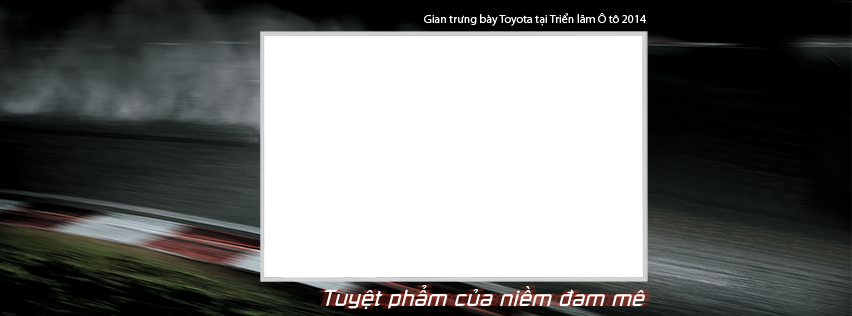 Gian trưng bày Toyota tại Triển lãm Ô tô 2014
Tuyệt phẩm của niềm đam mê